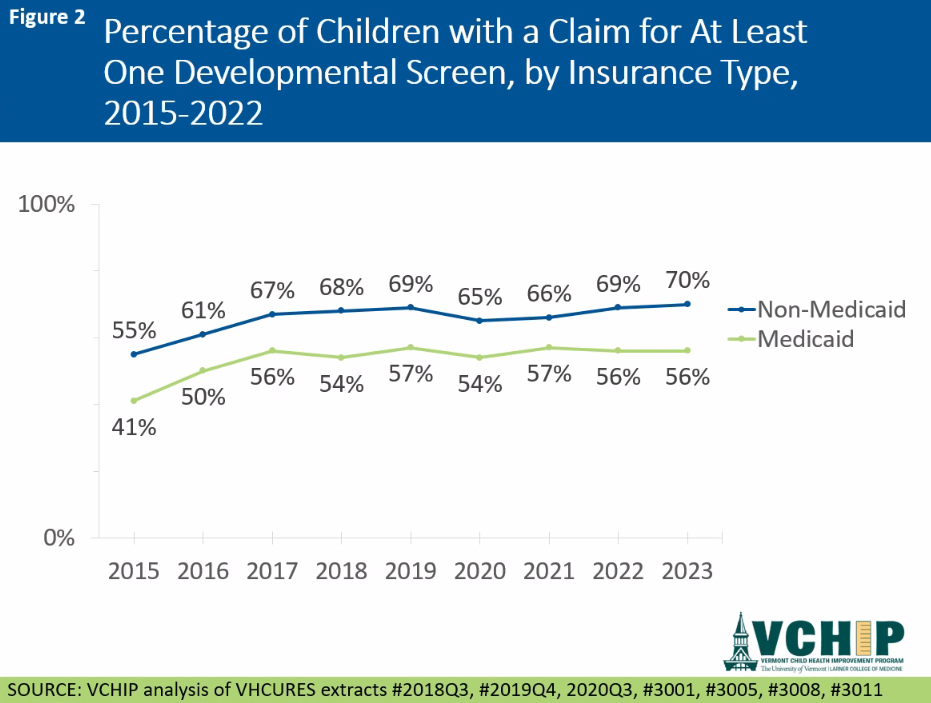 Figure 2
Percentage of Children with a Claim for At Least
One Developmental Screen, by Insurance Type,
2015-2022
100%
55%
61%
67%
68%
69%
65%
66%
69%
70%
Non-Medicaid
Medicaid
41%
50%
56%
54%
57%
54%
57%
56%
56%
0%
2015 2016 2017 2018 2019 2020 2021 2022 2023
VCHIP
VERMONT CHILD HEALTH IMPROVEMENT PROGRAM
The University of Vermont LARNER COLLEGE OF MEDICINE
SOURCE: VCHIP analysis of VHCURES extracts #2018Q3, #2019Q4, 2020Q3, #3001, #3005, #3008, #3011